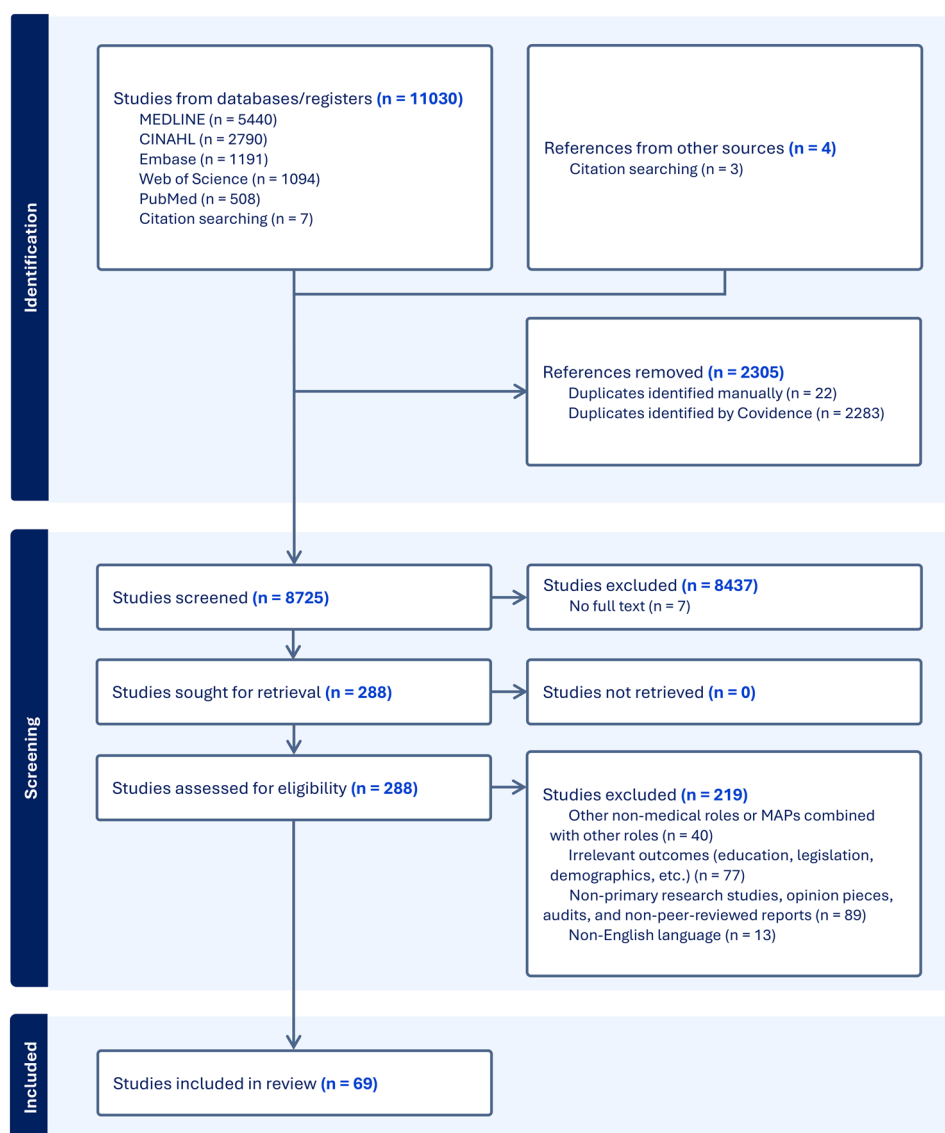 Identification
Studies from databases/registers (n = 11030)
MEDLINE (n = 5440)
CINAHL (n = 2790)
Embase (n = 1191)
Web of Science (n = 1094)
PubMed (n = 508)
Citation searching (n = 7)
References from other sources (n = 4)
Citation searching (n = 3)
References removed (n = 2305)
Duplicates identified manually (n = 22)
Duplicates identified by Covidence (n = 2283)
Screening
Studies screened (n = 8725)
Studies excluded (n = 8437)
No full text (n = 7)
Studies sought for retrieval (n = 288)
Studies not retrieved (n = 0)
Studies assessed for eligibility (n = 288)
Studies excluded (n = 219)
Other non-medical roles or MAPs combined
with other roles (n = 40)
Irrelevant outcomes (education, legislation,
demographics, etc.) (n = 77)
Non-primary research studies, opinion pieces,
audits, and non-peer-reviewed reports (n = 89)
Non-English language (n = 13)
Included
Studies included in review (n = 69)